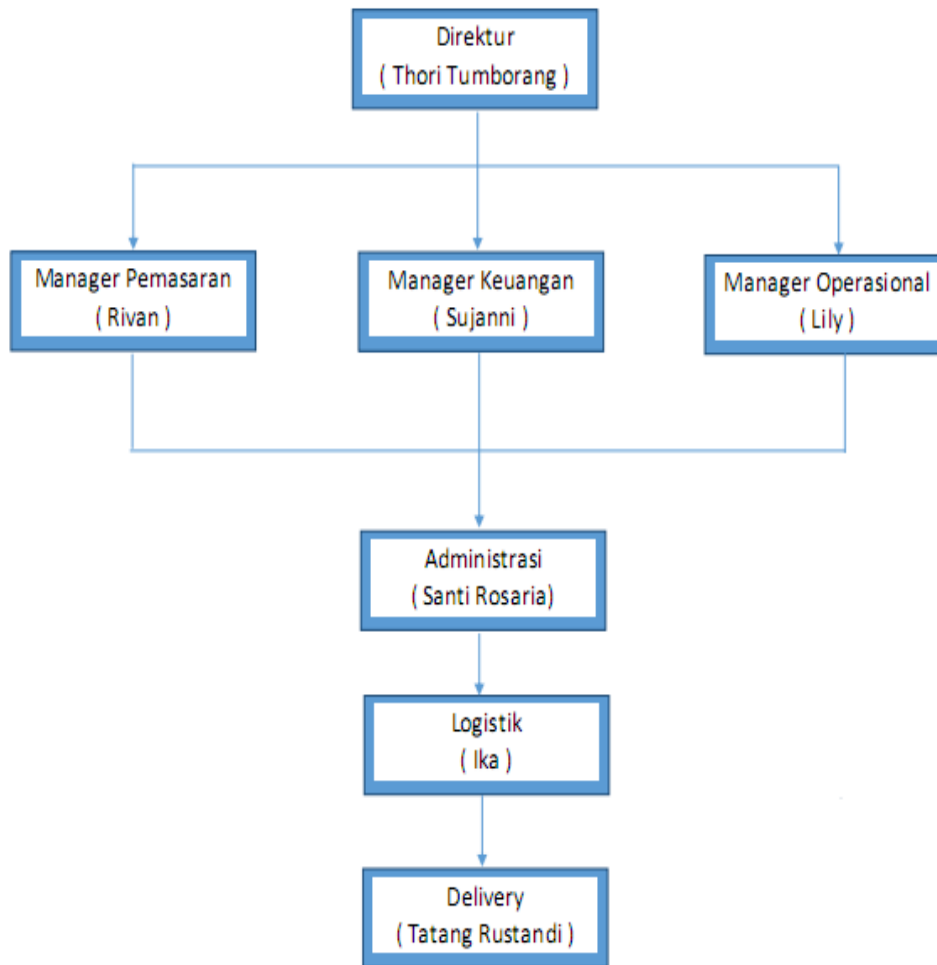 Direktur
( Thori Tumborang )
Manager Pemasaran
( Rivan )
Manager Keuangan
( Sujanni )
Manager Operasional
( Lily )
Administrasi
( Santi Rosaria)
Logistik
( Ika )
Delivery
( Tatang Rustandi )